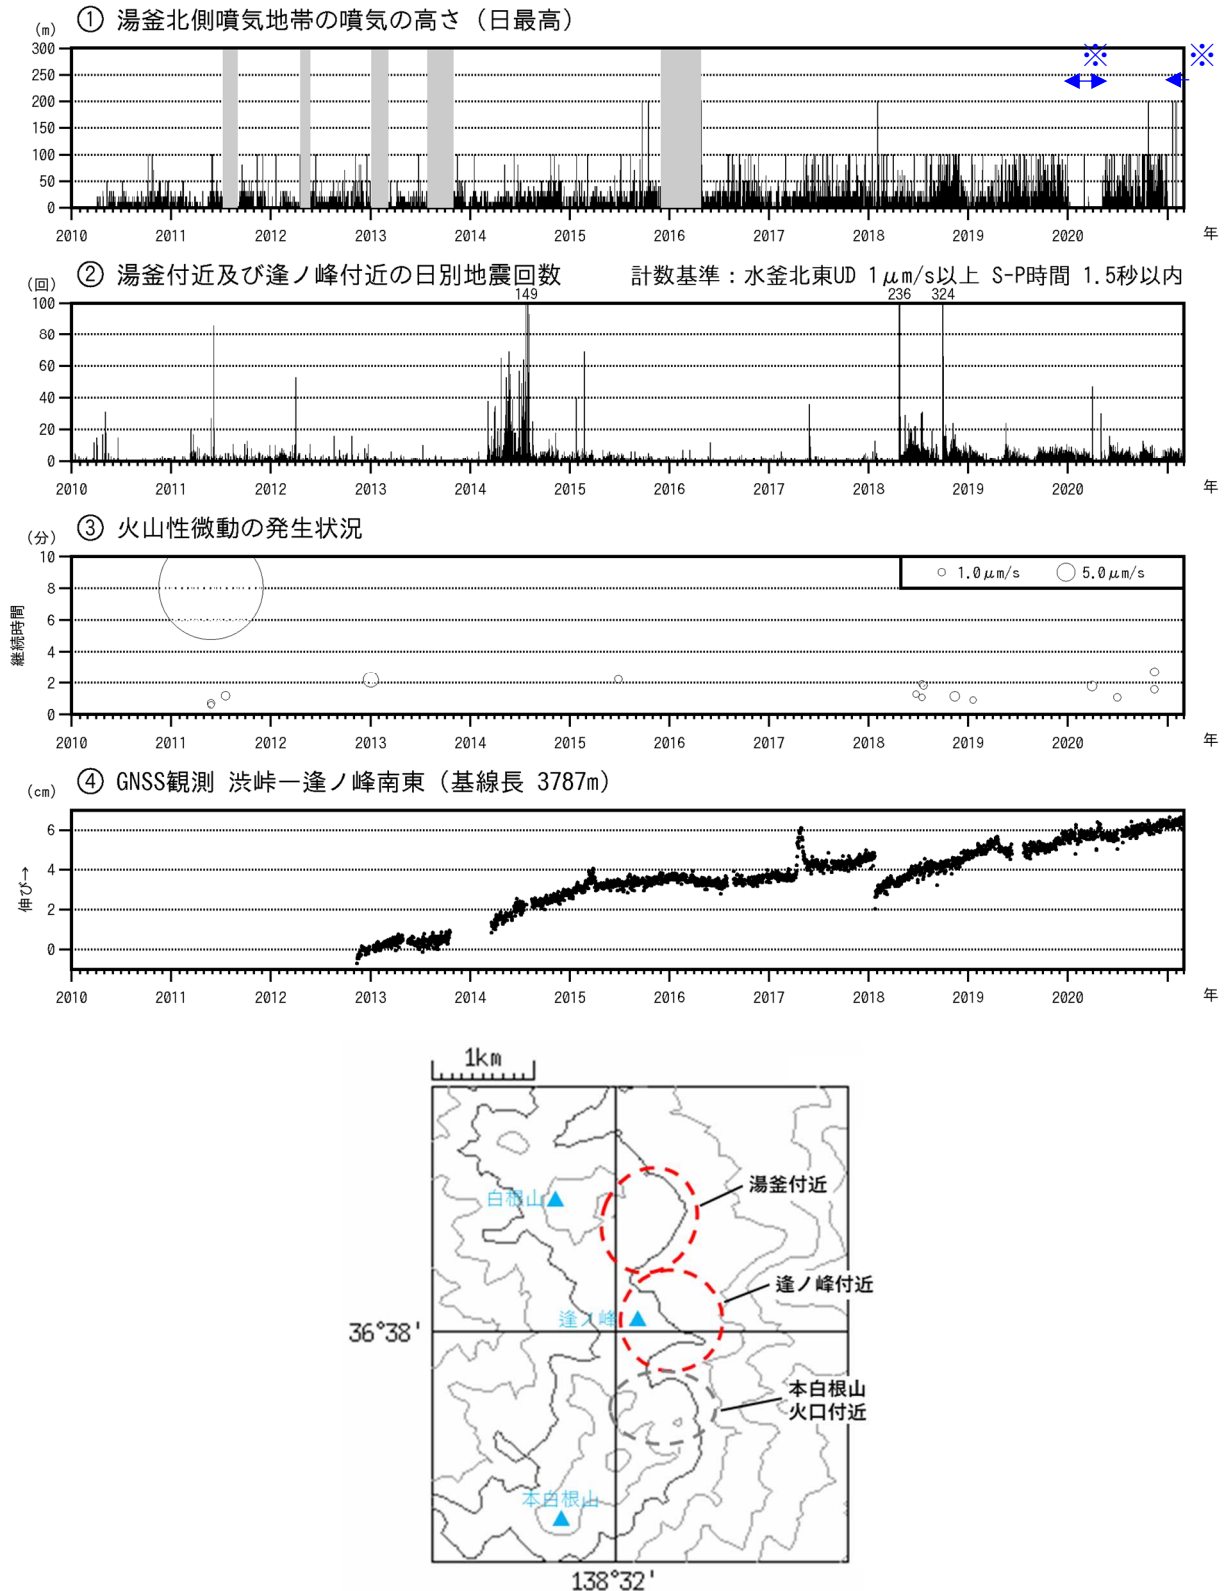 ① 湯釜北側噴気地帯の噴気の高さ（日最高）
(m)
300
250
200
150
100
50
0
※ ※
2010 2011 2012 2013 2014 2015 2016 2017 2018 2019 2020 年
② 湯釜付近及び逢ノ峰付近の日別地震回数 計数基準：水釜北東UD 1μm/s以上 S-P時間 1.5秒以内
(回)
149 236 324
100
80
60
40
20
0
2010 2011 2012 2013 2014 2015 2016 2017 2018 2019 2020 年
③ 火山性微動の発生状況
(分)
継続時間
10
8
6
4
2
0
1.0μm/s 5.0μm/s
2010 2011 2012 2013 2014 2015 2016 2017 2018 2019 2020 年
④ GNSS観測 渋峠－逢ノ峰南東（基線長 3787m）
(cm)
伸び→
6
4
2
0
2010 2011 2012 2013 2014 2015 2016 2017 2018 2019 2020 年
1km
白根山
湯釜付近
逢ノ峰
逢ノ峰付近
36°38'
本白根山
火口付近
本白根山
138°32'